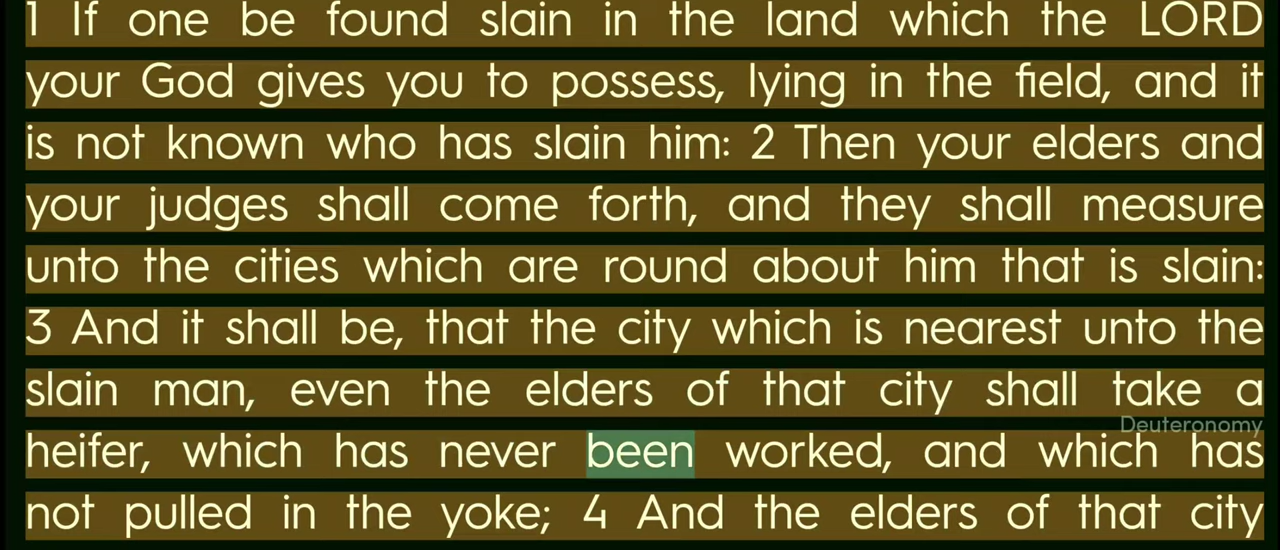 1 If one be found slain in the land which the LORD
your God gives you to possess, lying in the field, and it
is not known who has slain him: 2 Then your elders and
your judges shall come forth, and they shall measure
unto the cities which are round about him that is slain:
3 And it shall be, that the city which is nearest unto the
slain man, even the elders of that city shall take a
Deuteronomy
heifer, which has never been worked, and which has
not pulled in the yoke; 4 And the elders of that city